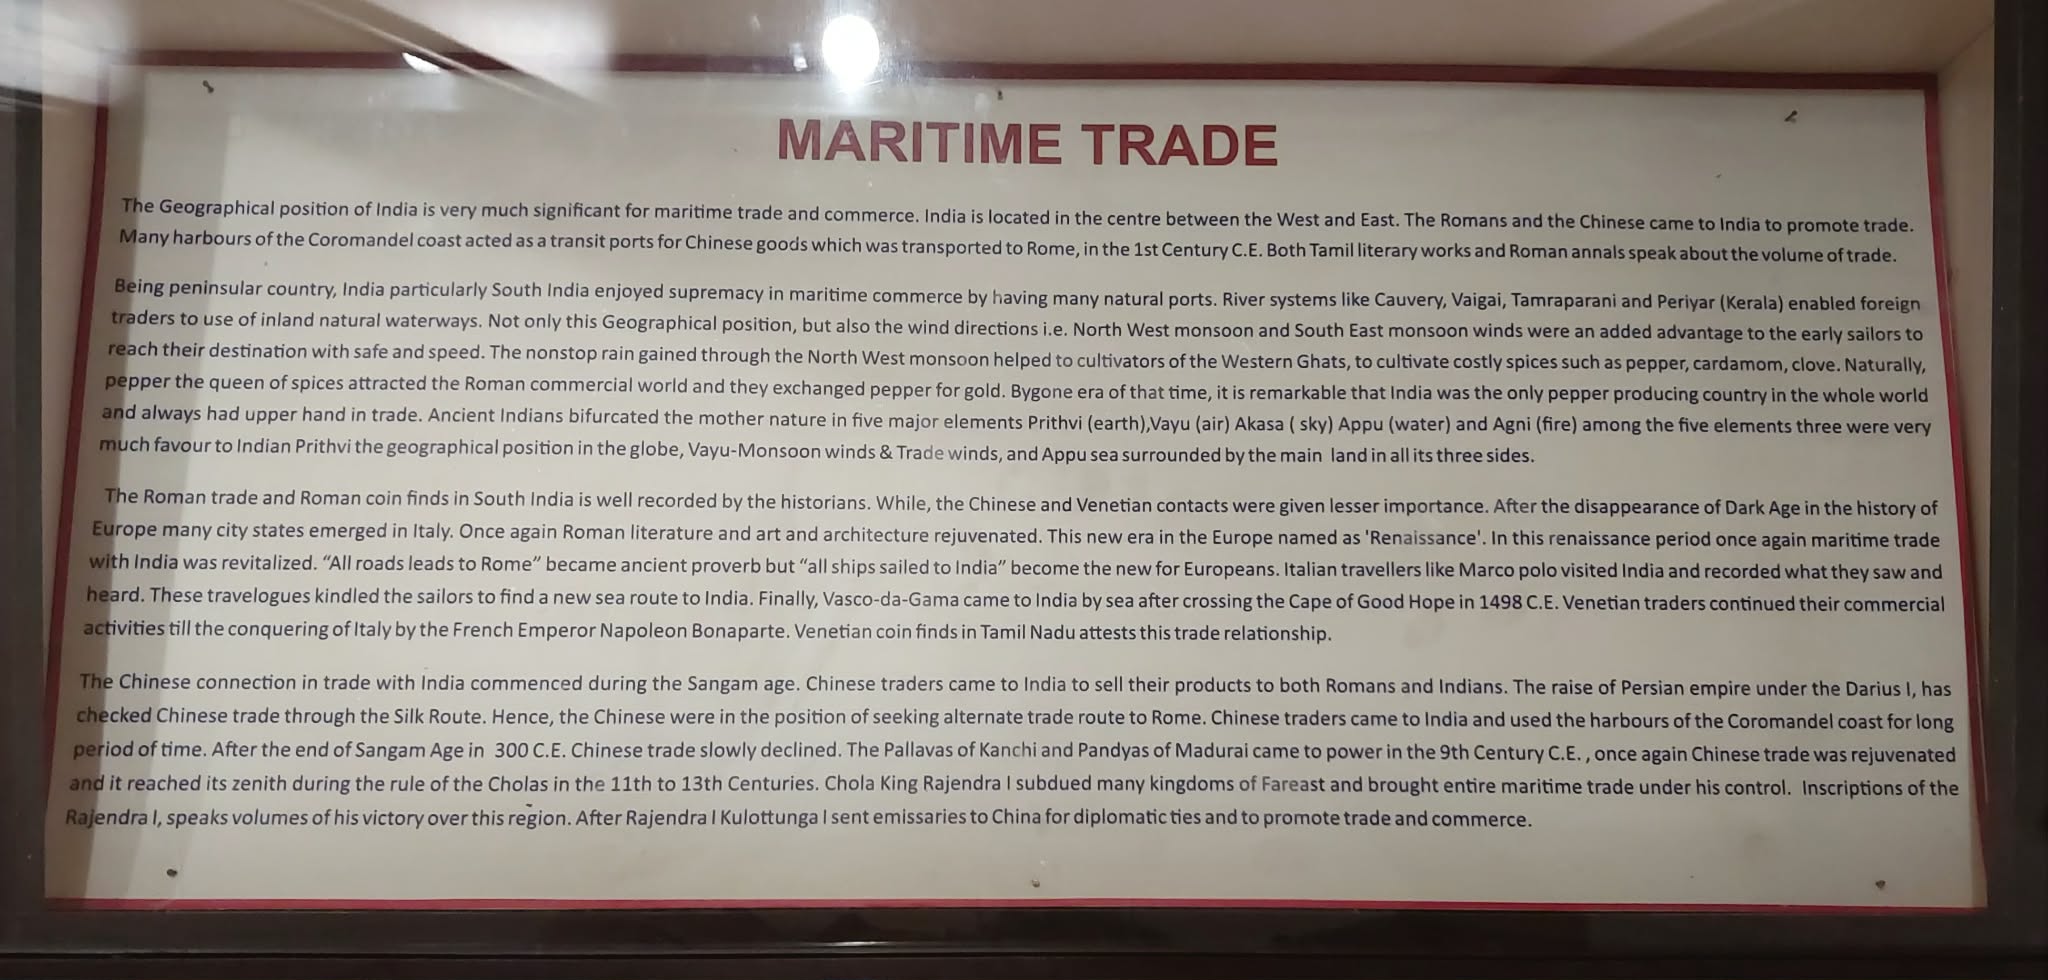 MARITIME TRADE
The Geographical position of India is very much significant for maritime trade and commerce. India is located in the centre between the West and East. The Romans and the Chinese came to India to promote trade.
Many harbours of the Coromandel coast acted as a transit ports for Chinese goods which was transported to Rome, in the 1st Century C.E. Both Tamil literary works and Roman annals speak about the volume of trade.
Being peninsular country, India particularly South India enjoyed supremacy in maritime commerce by having many natural ports. River systems like Cauvery, Vaigai, Tamraparani and Periyar (Kerala) enabled foreign
traders to use of inland natural waterways. Not only this Geographical position, but also the wind directions i.e. North West monsoon and South East monsoon winds were an added advantage to the early sailors to
reach their destination with safe and speed. The nonstop rain gained through the North West monsoon helped to cultivators of the Western Ghats, to cultivate costly spices such as pepper, cardamom, clove. Naturally,
pepper the queen of spices attracted the Roman commercial world and they exchanged pepper for gold. Bygone era of that time, it is remarkable that India was the only pepper producing country in the whole world
and always had upper hand in trade. Ancient Indians bifurcated the mother nature in five major elements Prithvi (earth),Vayu (air) Akasa ( sky) Appu (water) and Agni (fire) among the five elements three were very
much favour to Indian Prithvi the geographical position in the globe, Vayu-Monsoon winds & Trade winds, and Appu sea surrounded by the main land in all its three sides.
The Roman trade and Roman coin finds in South India is well recorded by the historians. While, the Chinese and Venetian contacts were given lesser importance. After the disappearance of Dark Age in the history of
Europe many city states emerged in Italy. Once again Roman literature and art and architecture rejuvenated. This new era in the Europe named as 'Renaissance'. In this renaissance period once again maritime trade
with India was revitalized. “All roads leads to Rome” became ancient proverb but “all ships sailed to India” become the new for Europeans. Italian travellers like Marco polo visited India and recorded what they saw and
heard. These travelogues kindled the sailors to find a new sea route to India. Finally, Vasco-da-Gama came to India by sea after crossing the Cape of Good Hope in 1498 C.E. Venetian traders continued their commercial
activities till the conquering of Italy by the French Emperor Napoleon Bonaparte. Venetian coin finds in Tamil Nadu attests this trade relationship.
The Chinese connection in trade with India commenced during the Sangam age. Chinese traders came to India to sell their products to both Romans and Indians. The raise of Persian empire under the Darius I, has
checked Chinese trade through the Silk Route. Hence, the Chinese were in the position of seeking alternate trade route to Rome. Chinese traders came to India and used the harbours of the Coromandel coast for long
period of time. After the end of Sangam Age in 300 C.E. Chinese trade slowly declined. The Pallavas of Kanchi and Pandyas of Madurai came to power in the 9th Century C.E. , once again Chinese trade was rejuvenated
and it reached its zenith during the rule of the Cholas in the 11th to 13th Centuries. Chola King Rajendra I subdued many kingdoms of Fareast and brought entire maritime trade under his control. Inscriptions of the
Rajendra I, speaks volumes of his victory over this region. After Rajendra I Kulottunga I sent emissaries to China for diplomatic ties and to promote trade and commerce.